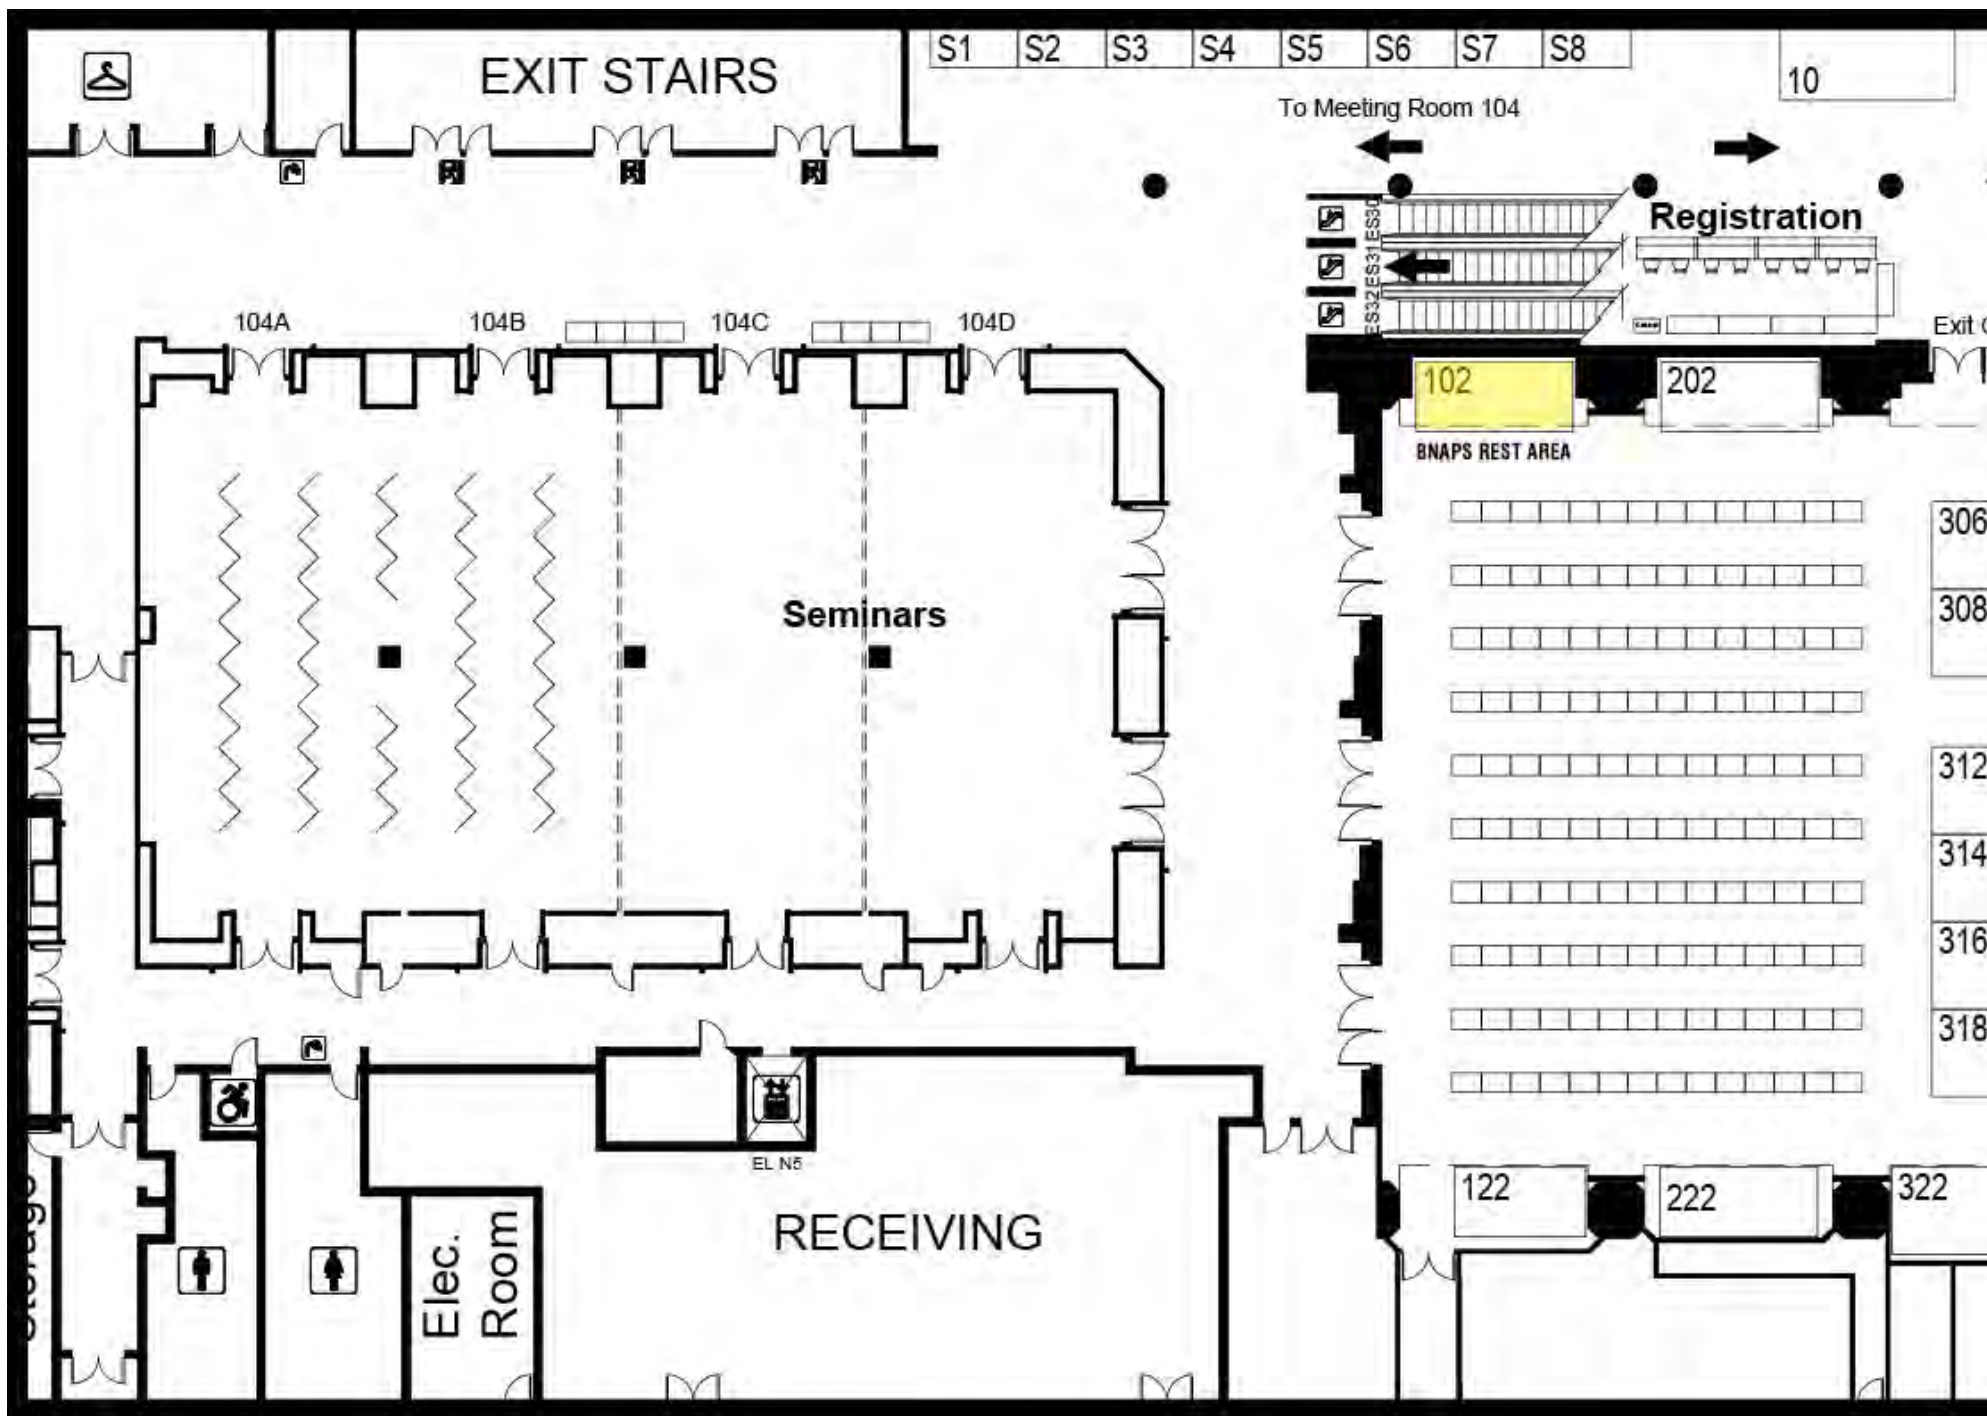 EXIT STAIRS
S1 S2 S3 S4 S5 S6 S7 S8
10
To Meeting Room 104
ES30
ES31
ES32
Registration
104A 104B 104C 104D
Exit
102
202
BNAPS REST AREA
306
308
Seminars
312
314
316
318
EL N5
122
222
322
RECEIVING
Elec.
Room
Storage